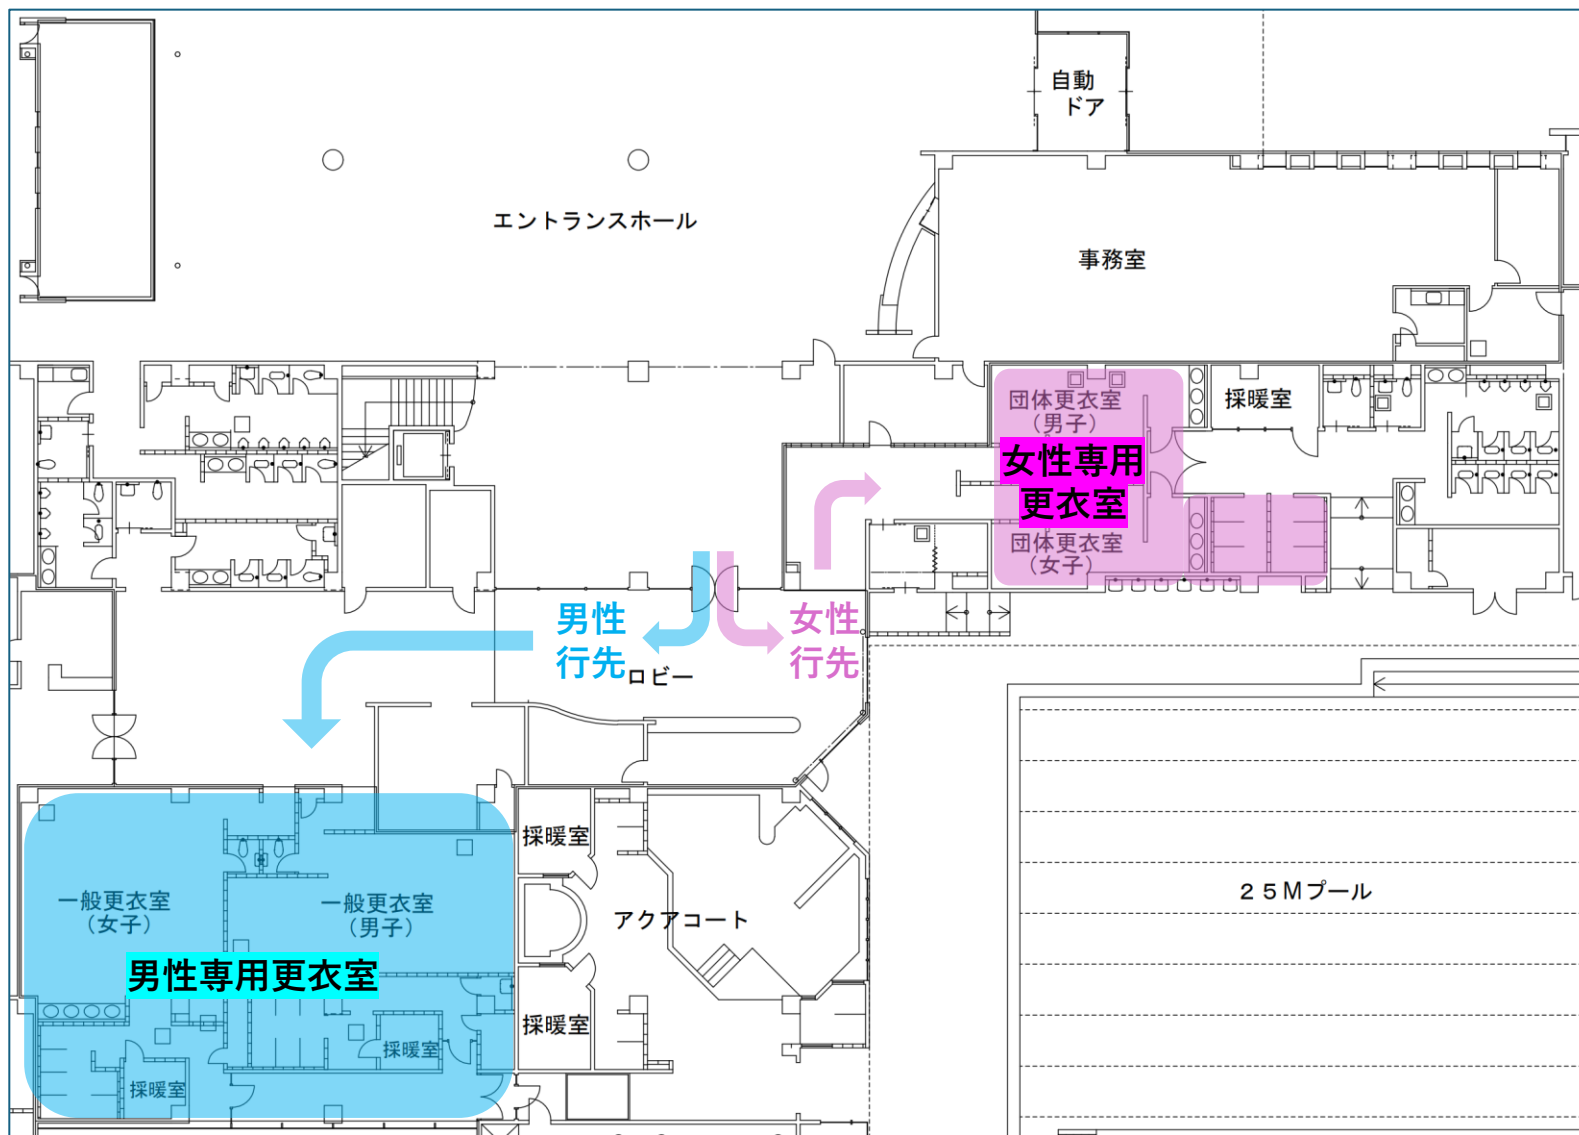 自動
ドア
エントランスホール
事務室
団体更衣室
（男子）
採暖室
女性専用
更衣室
団体更衣室
（女子）
男性
行先
女性
行先
ロビー
採暖室
一般更衣室
（女子）
一般更衣室
（男子）
アクアコート
２５Ｍプール
男性専用更衣室
採暖室
採暖室
採暖室